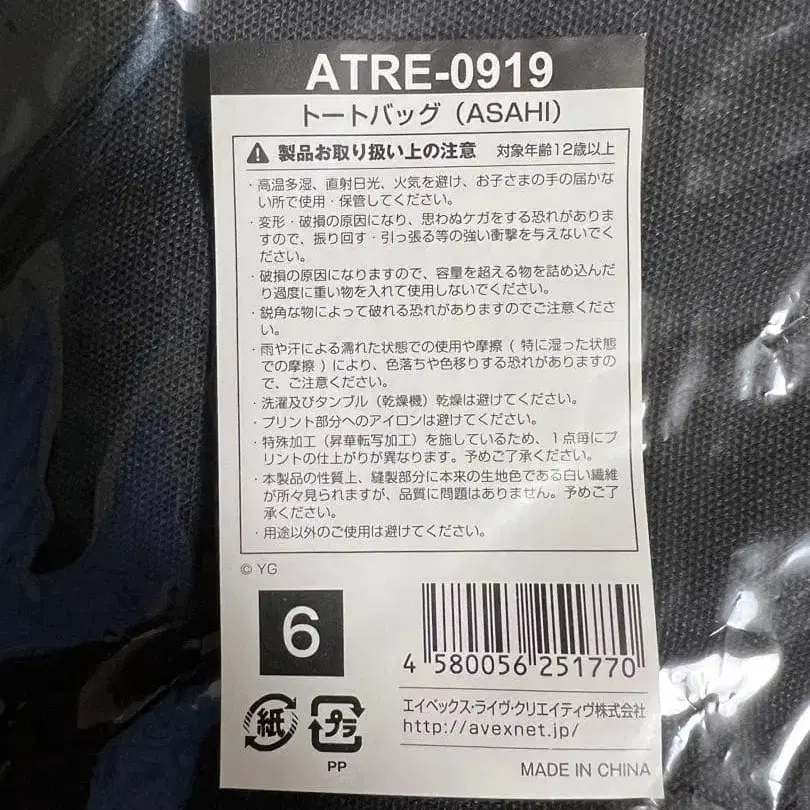 ATRE-0919
トートバッグ（ASAHI）
製品お取り扱い上の注意 対象年齢12歳以上
・高温多湿、直射日光、火気を避け、お子さまの手の届かな
い所で使用・保管してください。
・変形・破損の原因になり、思わぬケガをする恐れがありま
すので、振り回す・引っ張る等の強い衝撃を与えないでく
ださい。
・破損の原因になりますので、容量を超える物を詰め込んだ
り過度に重い物を入れて使用しないでください。
・鋭角な物によって破れる恐れがありますのでご注意くださ
い。
・雨や汗による濡れた状態での使用や摩擦（特に湿った状態
での摩擦）により、色落ちや色移りする恐れがありますの
で、ご注意ください。
・洗濯及びタンブル（乾燥機）乾燥は避けてください。
・プリント部分へのアイロンは避けてください。
・特殊加工（昇華転写加工）を施しているため、1点毎にプ
リントの仕上がりが異なります。予めご了承ください。
・本製品の性質上、縫製部分に本来の生地色である白い繊維
が所々見られますが、品質に問題はありません。予めご了
承ください。
・用途以外のご使用は避けてください。
© YG
6
4 580056 251770
紙
プラ
PP
エイベックス・ライヴ・クリエイティヴ株式会社
http://avexnet.jp/
MADE IN CHINA